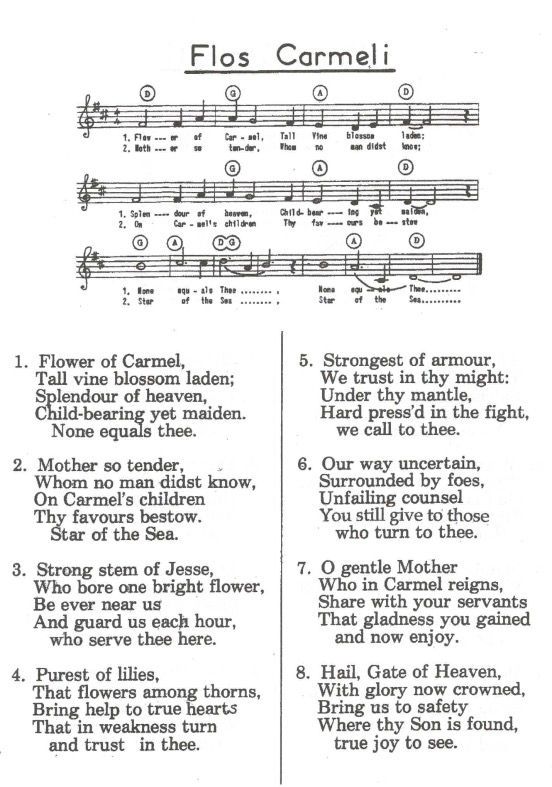 Flos Carmeli
D G A D
1. Flow --- er of Car - mel, Tall Vine blossom laden;
2. Moth --- er so ten-der, Whom no man didst know;
G A D
1. Splen ---- dour of heaven, Child- bear ---- ing yet maiden,
2. On Car - mel's children Thy fav ---- ours be --- stow
G A D G A D
1. None equ - als Thee ........ , None equ - als Thee..........
2. Star of the Sea ........ , Star of the Sea..........
1. Flower of Carmel,
Tall vine blossom laden;
Splendour of heaven,
Child-bearing yet maiden.
None equals thee.
2. Mother so tender,
Whom no man didst know,
On Carmel's children
Thy favours bestow.
Star of the Sea.
3. Strong stem of Jesse,
Who bore one bright flower,
Be ever near us
And guard us each hour,
who serve thee here.
4. Purest of lilies,
That flowers among thorns,
Bring help to true hearts
That in weakness turn
and trust in thee.
5. Strongest of armour,
We trust in thy might:
Under thy mantle,
Hard press'd in the fight,
we call to thee.
6. Our way uncertain,
Surrounded by foes,
Unfailing counsel
You still give to those
who turn to thee.
7. O gentle Mother
Who in Carmel reigns,
Share with your servants
That gladness you gained
and now enjoy.
8. Hail, Gate of Heaven,
With glory now crowned,
Bring us to safety
Where thy Son is found,
true joy to see.